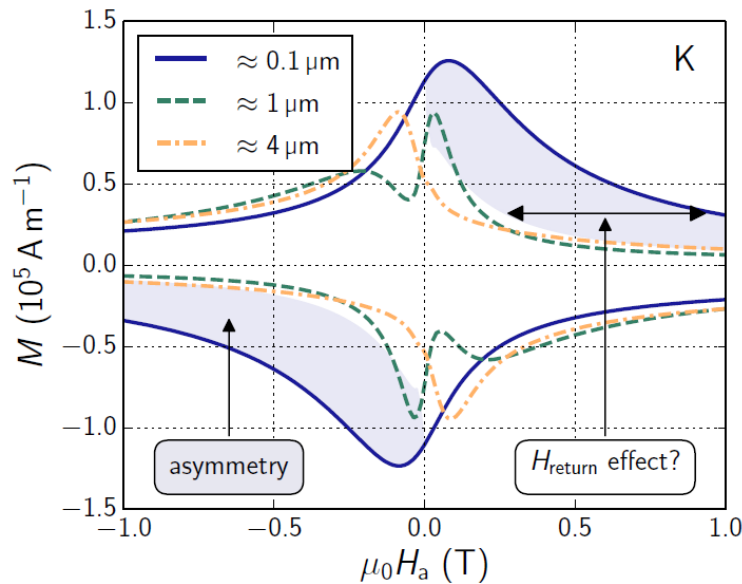 1.5
K
≈ 0.1 μm
≈ 1 μm
≈ 4 μm
1.0
0.5
0.0
−0.5
−1.0
−1.5
M (10⁵ A m⁻¹)
asymmetry
H_return effect?
−1.0
−0.5
0.0
0.5
1.0
μ₀Hₐ (T)